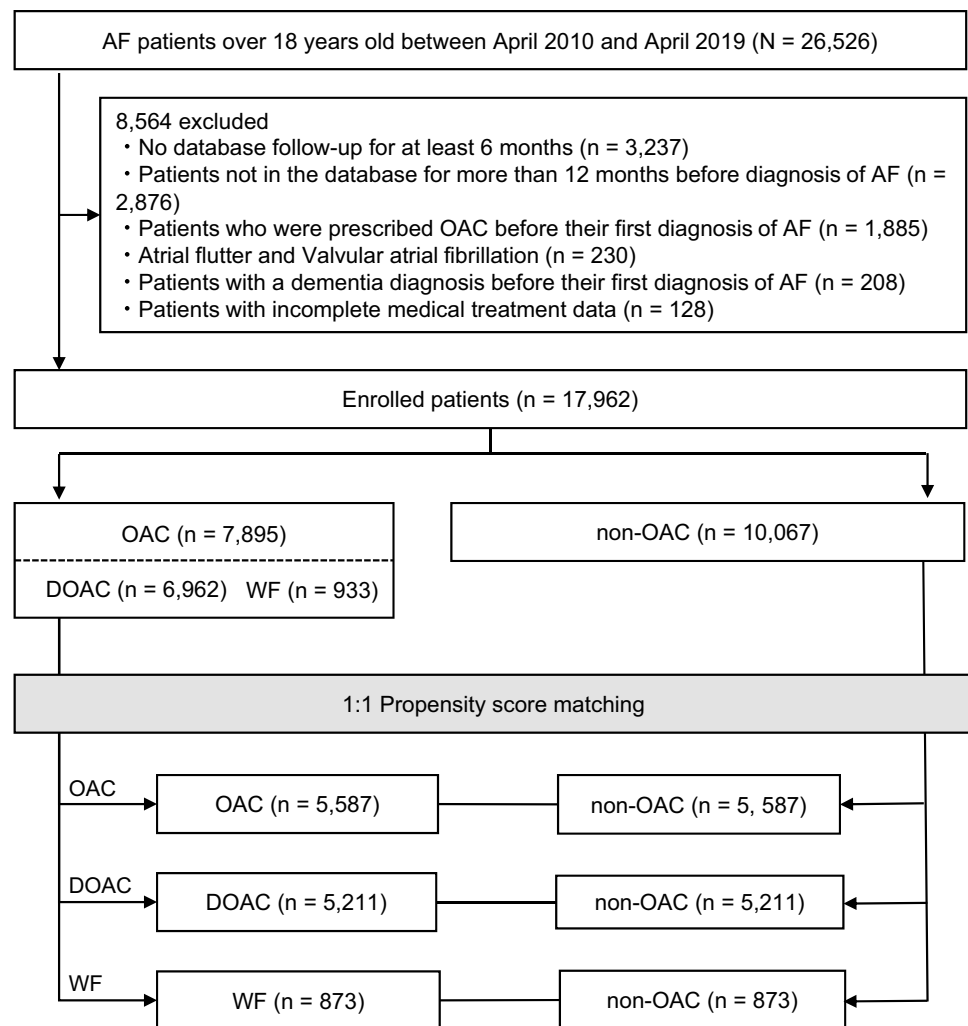 AF patients over 18 years old between April 2010 and April 2019 (N = 26,526)
8,564 excluded
・No database follow-up for at least 6 months (n = 3,237)
・Patients not in the database for more than 12 months before diagnosis of AF (n =
2,876)
・Patients who were prescribed OAC before their first diagnosis of AF (n = 1,885)
・Atrial flutter and Valvular atrial fibrillation (n = 230)
・Patients with a dementia diagnosis before their first diagnosis of AF (n = 208)
・Patients with incomplete medical treatment data (n = 128)
Enrolled patients (n = 17,962)
OAC (n = 7,895)
DOAC (n = 6,962) WF (n = 933)
non-OAC (n = 10,067)
1:1 Propensity score matching
OAC
OAC (n = 5,587)
non-OAC (n = 5, 587)
DOAC
DOAC (n = 5,211)
non-OAC (n = 5,211)
WF
WF (n = 873)
non-OAC (n = 873)